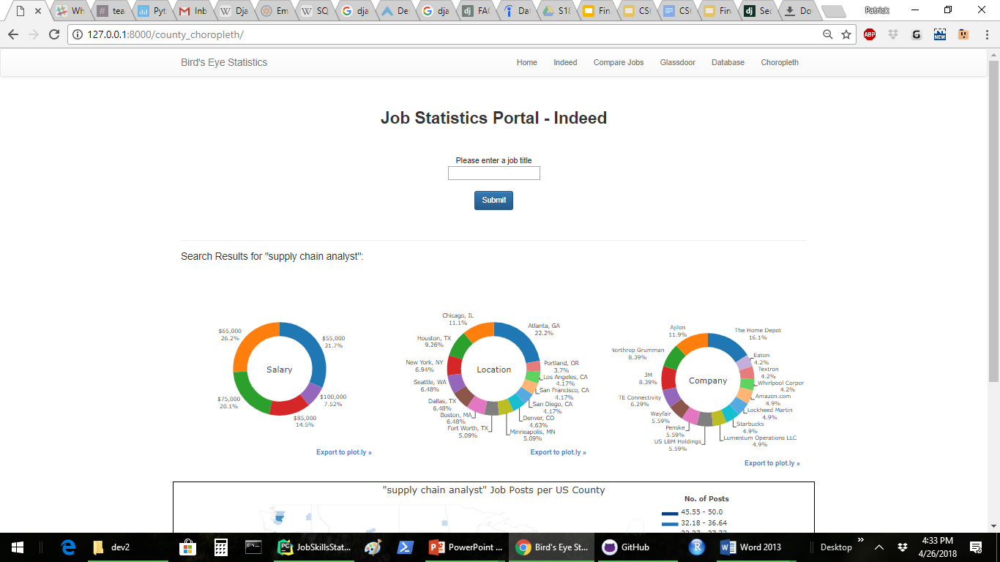 Wh
tea
Pyt
Inb
Dja
Em
SQ
dja
De
dja
FAC
Da
S18
Fin
CS
CS
Fin
Sec
Do
Patrick
127.0.0.1:8000/county_choropleth/
ABP
G
NEW
Bird's Eye Statistics
Home
Indeed
Compare Jobs
Glassdoor
Database
Choropleth
Job Statistics Portal - Indeed
Please enter a job title
Submit
Search Results for "supply chain analyst":
Salary
$55,000
31.7%
$100,000
7.52%
$85,000
14.5%
$75,000
20.1%
$65,000
26.2%
Export to plot.ly »
Location
Atlanta, GA
22.2%
Portland, OR
3.7%
Los Angeles, CA
4.17%
San Francisco, CA
4.17%
San Diego, CA
4.17%
Denver, CO
4.63%
Minneapolis, MN
5.09%
Fort Worth, TX
5.09%
Boston, MA
6.48%
Dallas, TX
6.48%
Seattle, WA
6.48%
New York, NY
6.94%
Houston, TX
9.26%
Chicago, IL
11.1%
Export to plot.ly »
Company
The Home Depot
16.1%
Eaton
4.2%
Textron
4.2%
Whirlpool Corpor
4.2%
Amazon.com
4.9%
Lockheed Martin
4.9%
Starbucks
4.9%
Lumentum Operations LLC
4.9%
US LBM Holdings
5.59%
Penske
5.59%
Wayfair
5.59%
TE Connectivity
6.29%
3M
8.39%
Northrop Grumman
8.39%
Ajilon
11.9%
Export to plot.ly »
"supply chain analyst" Job Posts per US County
No. of Posts
45.55 - 50.0
32.18 - 36.64
dev2
JobSkillsStat...
PowerPoint ...
Bird's Eye St...
GitHub
Word 2013
Desktop
4:33 PM
4/26/2018